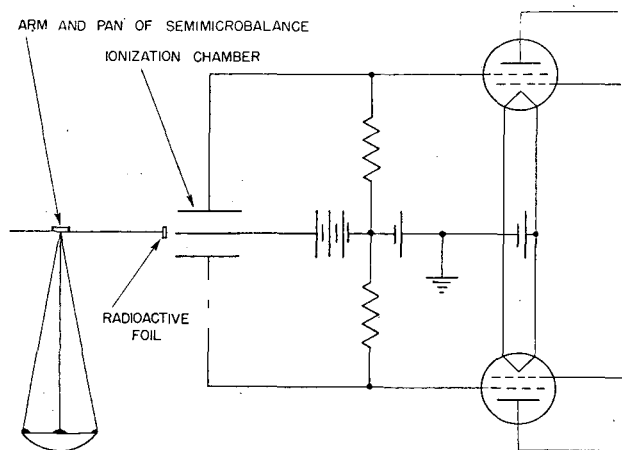 ARM AND PAN OF SEMIMICROBALANCE
IONIZATION CHAMBER
RADIOACTIVE
FOIL